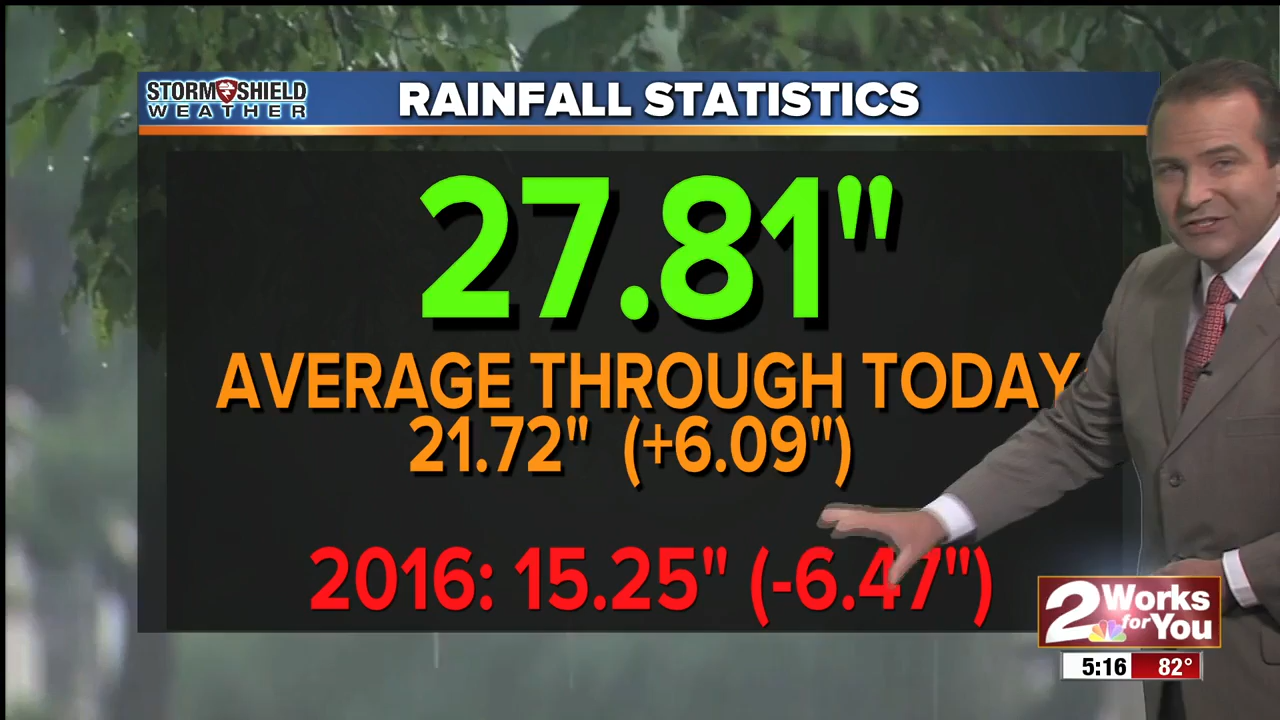 STORM SHIELD
WEATHER
RAINFALL STATISTICS
27.81"
AVERAGE THROUGH TODAY
21.72" (+6.09")
2016: 15.25" (-6.47")
2 Works
for You
5:16 82°